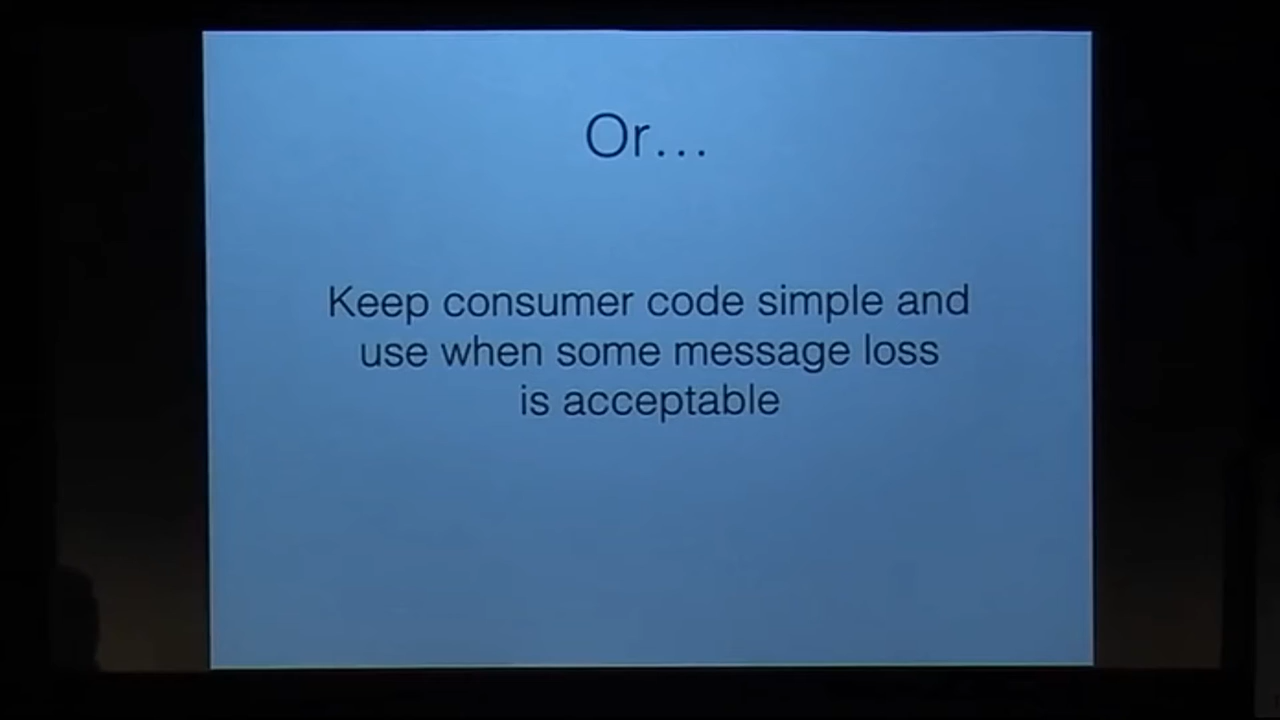 Or...
Keep consumer code simple and
use when some message loss
is acceptable